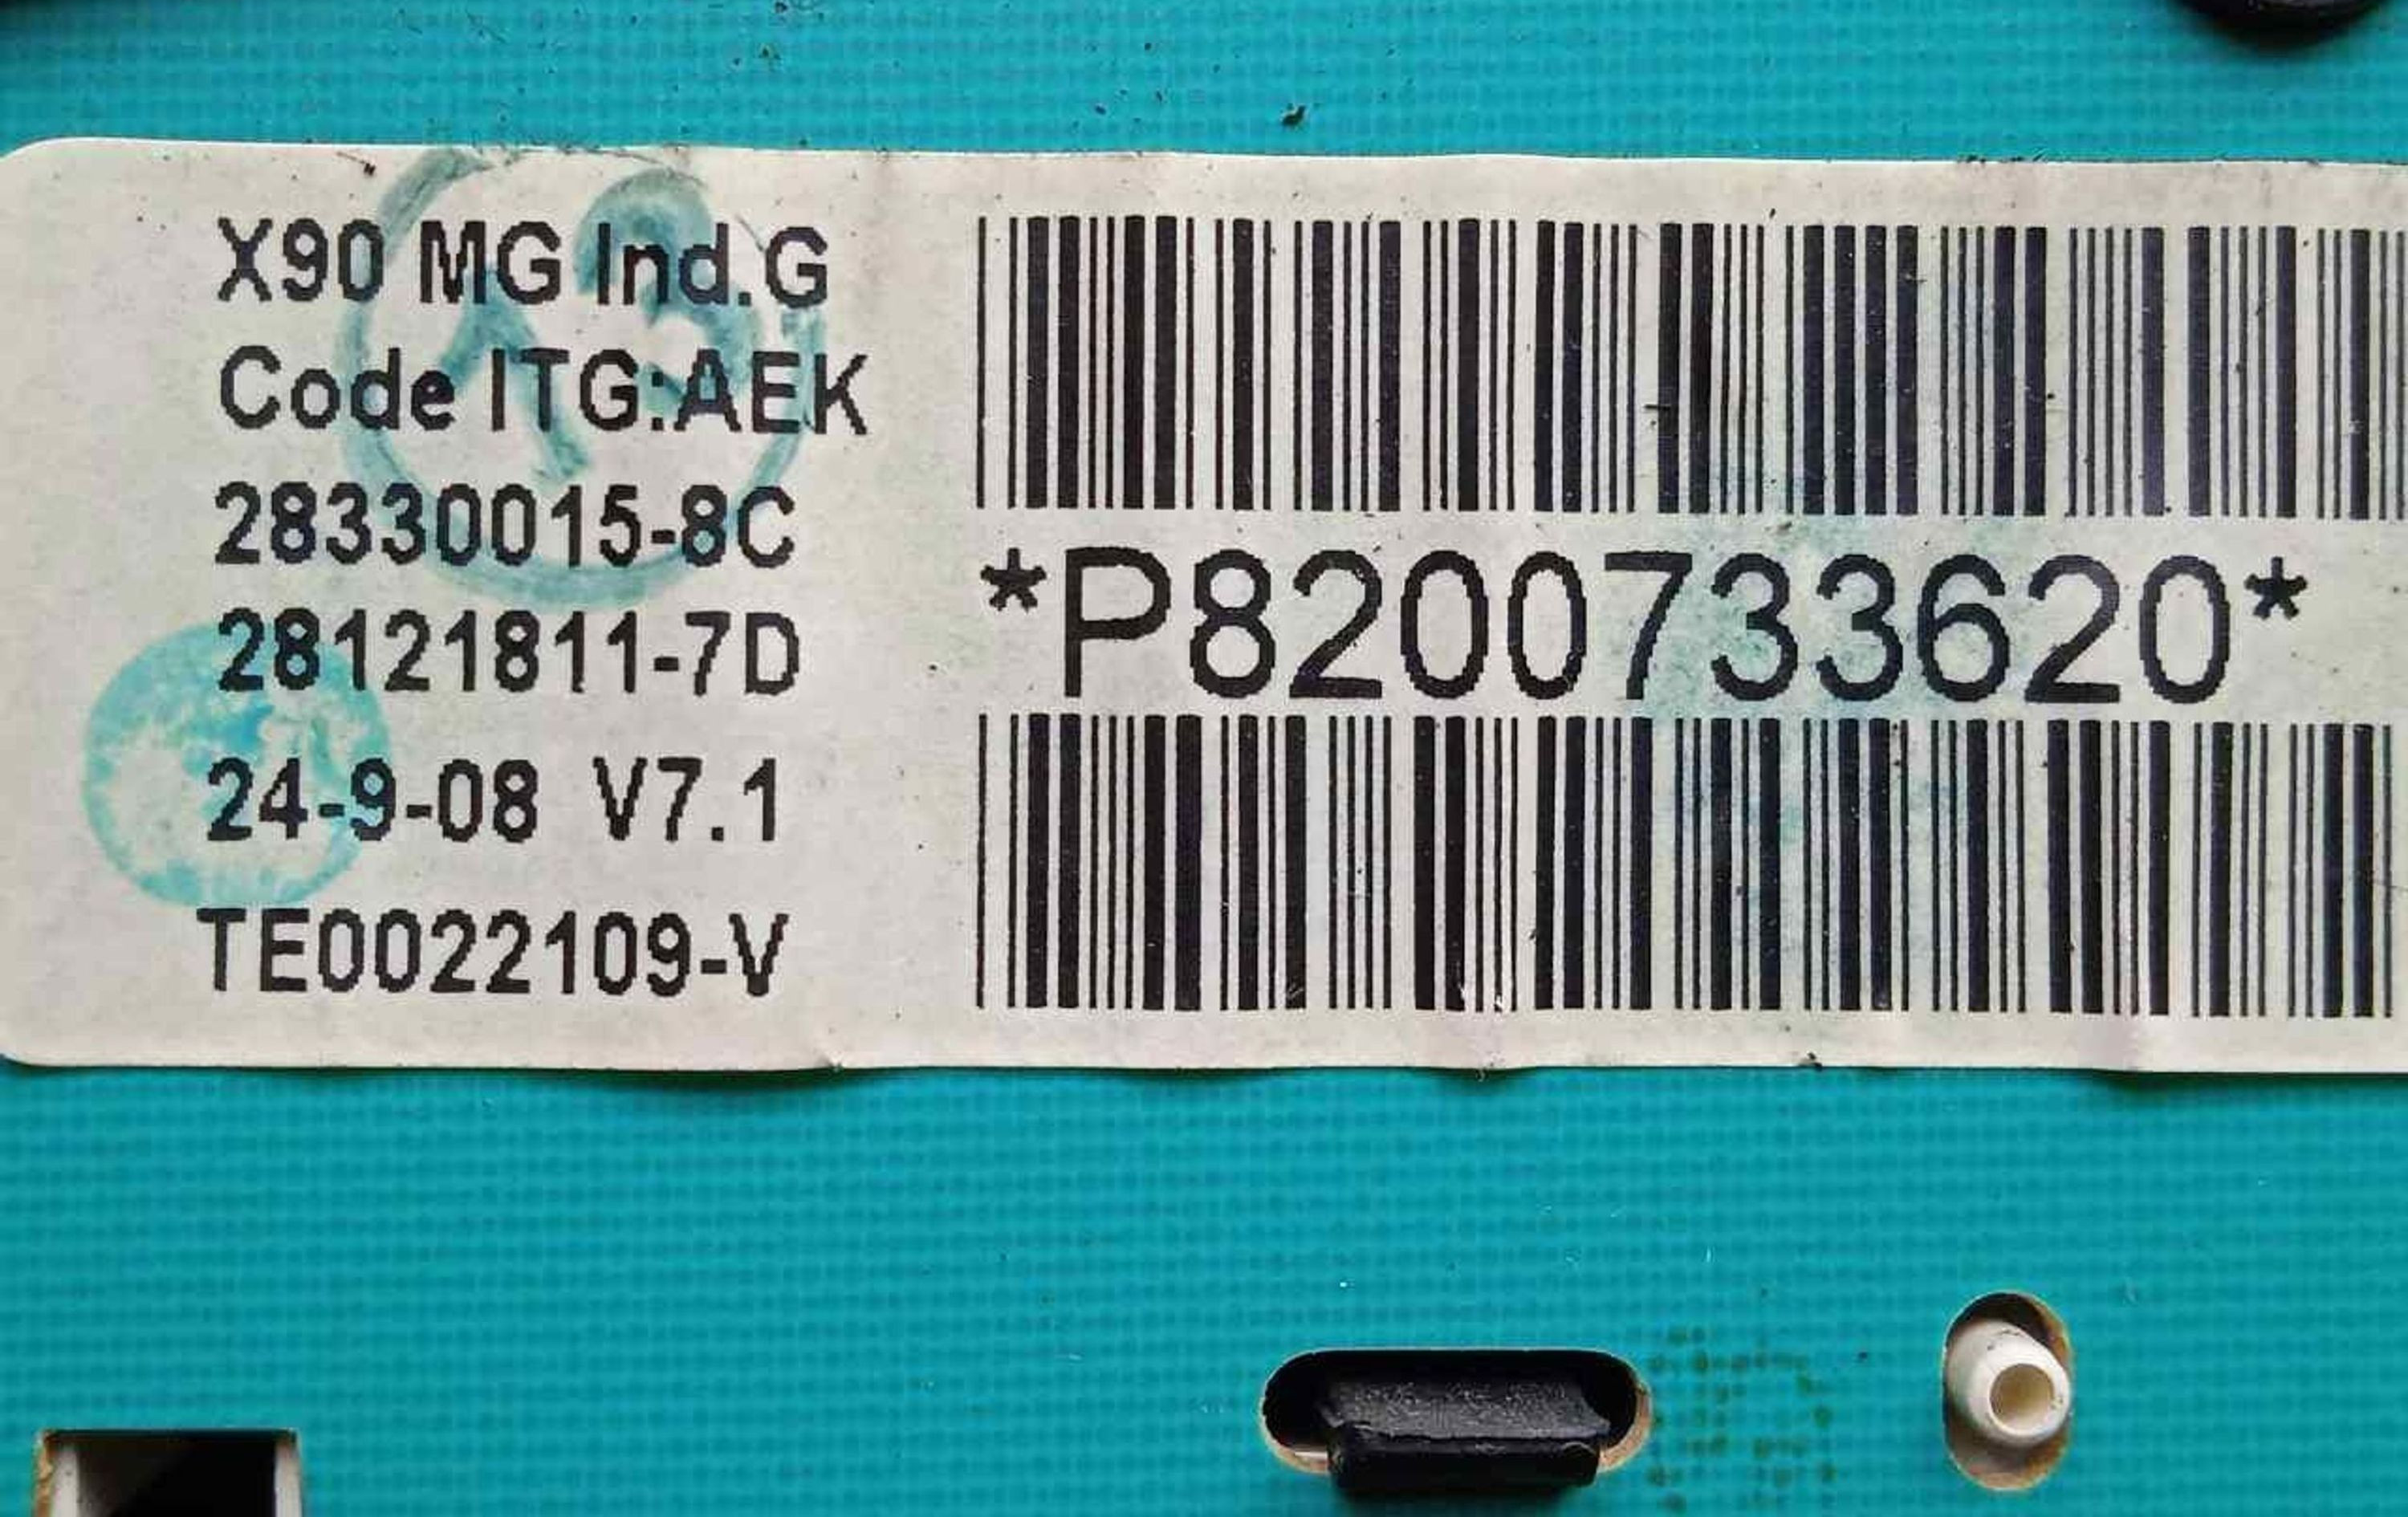 X90 MG Ind.G
Code ITG:AEK
28330015-8C
28121811-7D
24-9-08 V7.1
TE0022109-V
*P8200733620*